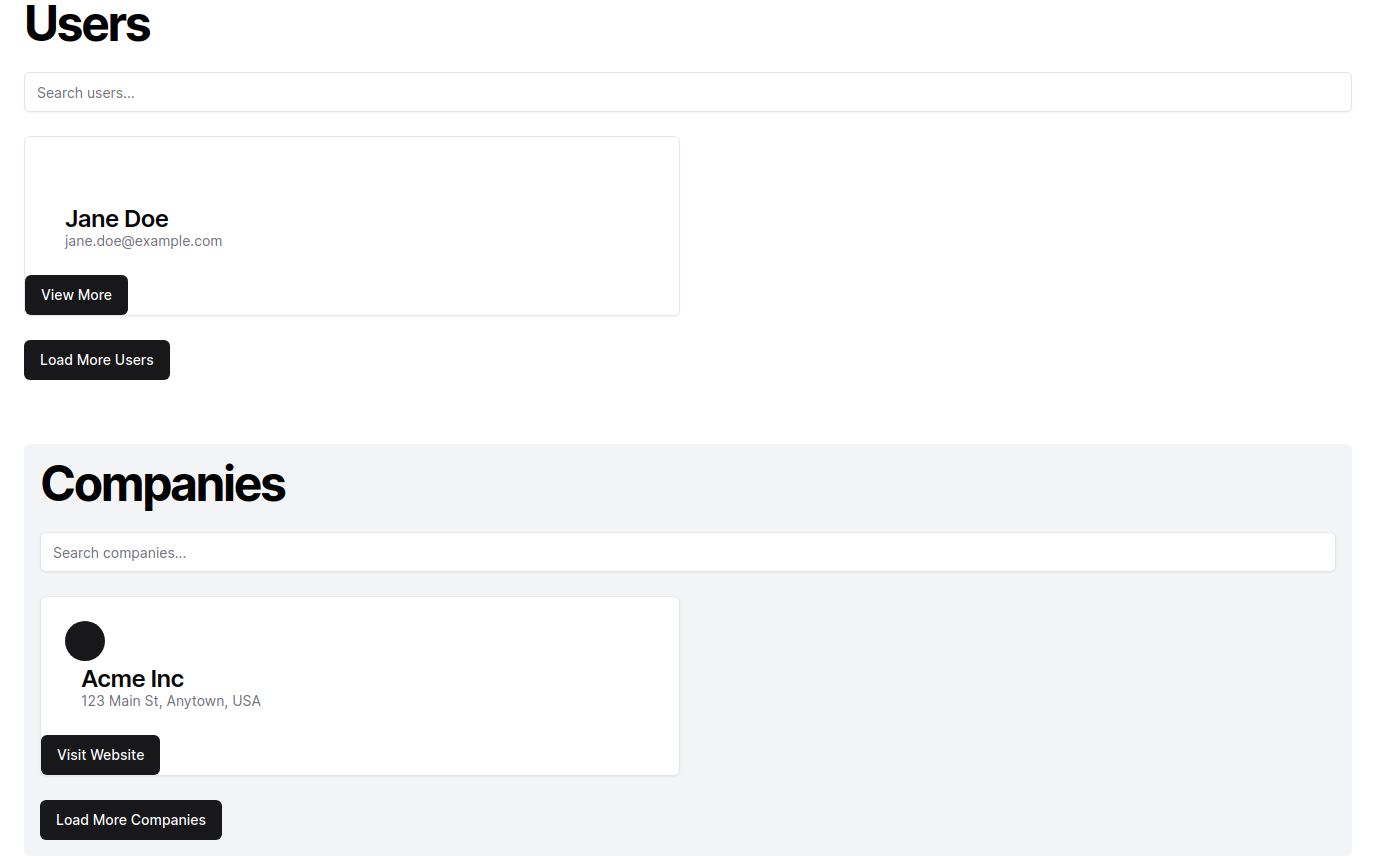 Users
Search users...
Jane Doe
jane.doe@example.com
View More
Load More Users
Companies
Search companies...
Acme Inc
123 Main St, Anytown, USA
Visit Website
Load More Companies